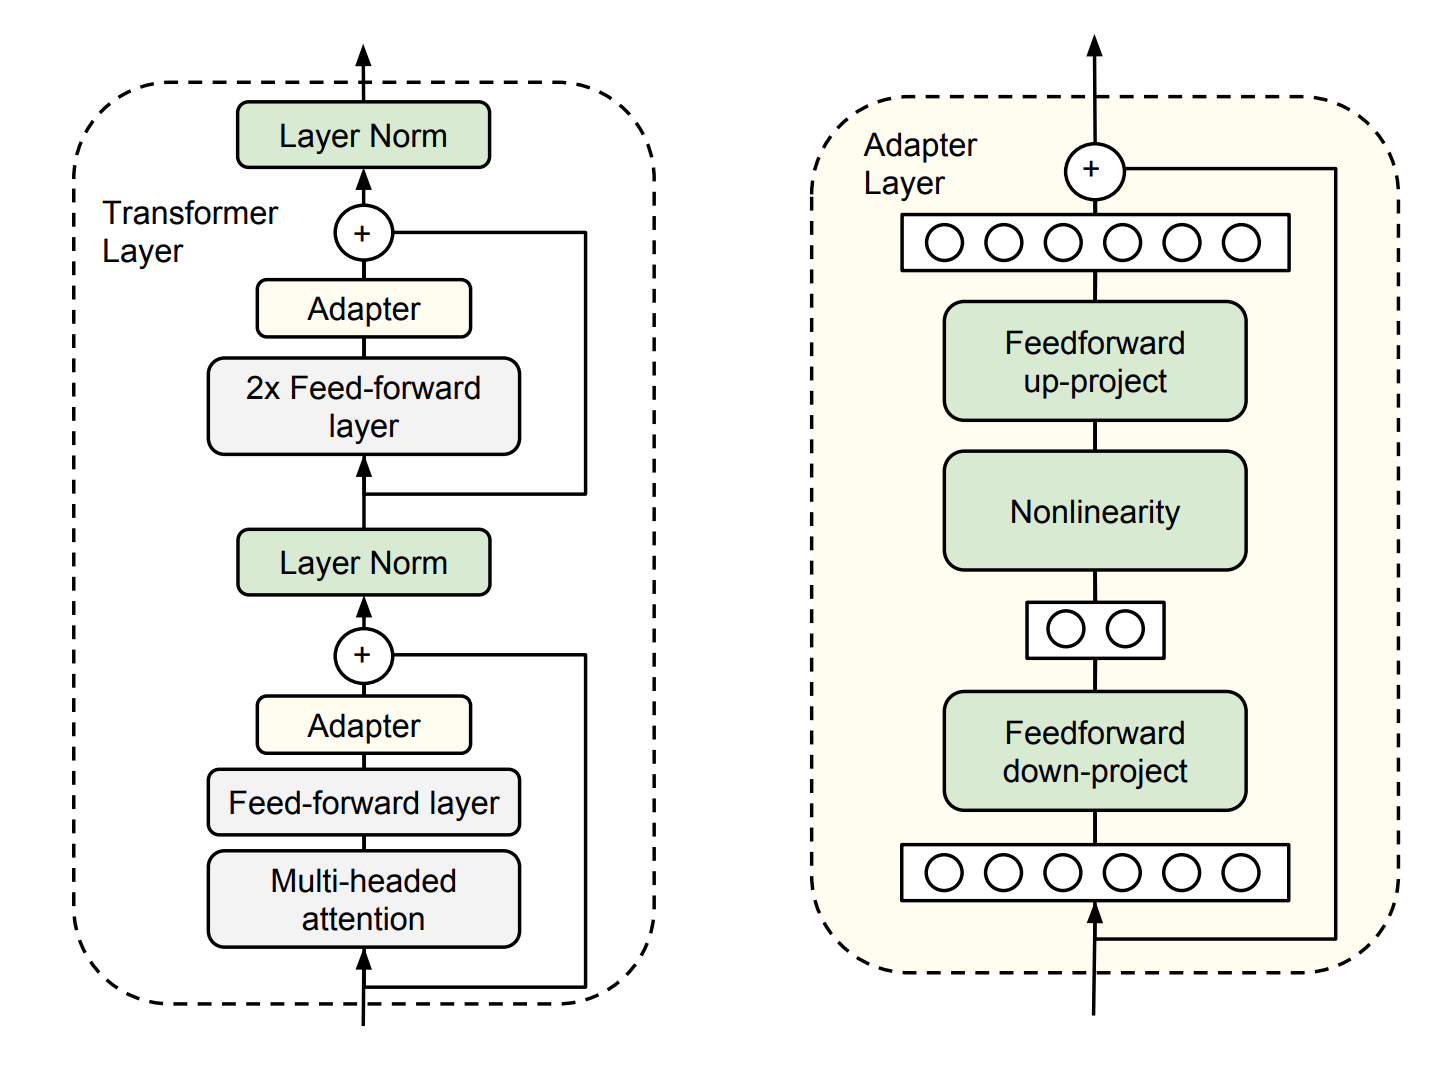 Layer Norm
Transformer
Layer
+
Adapter
2x Feed-forward
layer
Layer Norm
+
Adapter
Feed-forward layer
Multi-headed
attention
Adapter
Layer
+
Feedforward
up-project
Nonlinearity
Feedforward
down-project